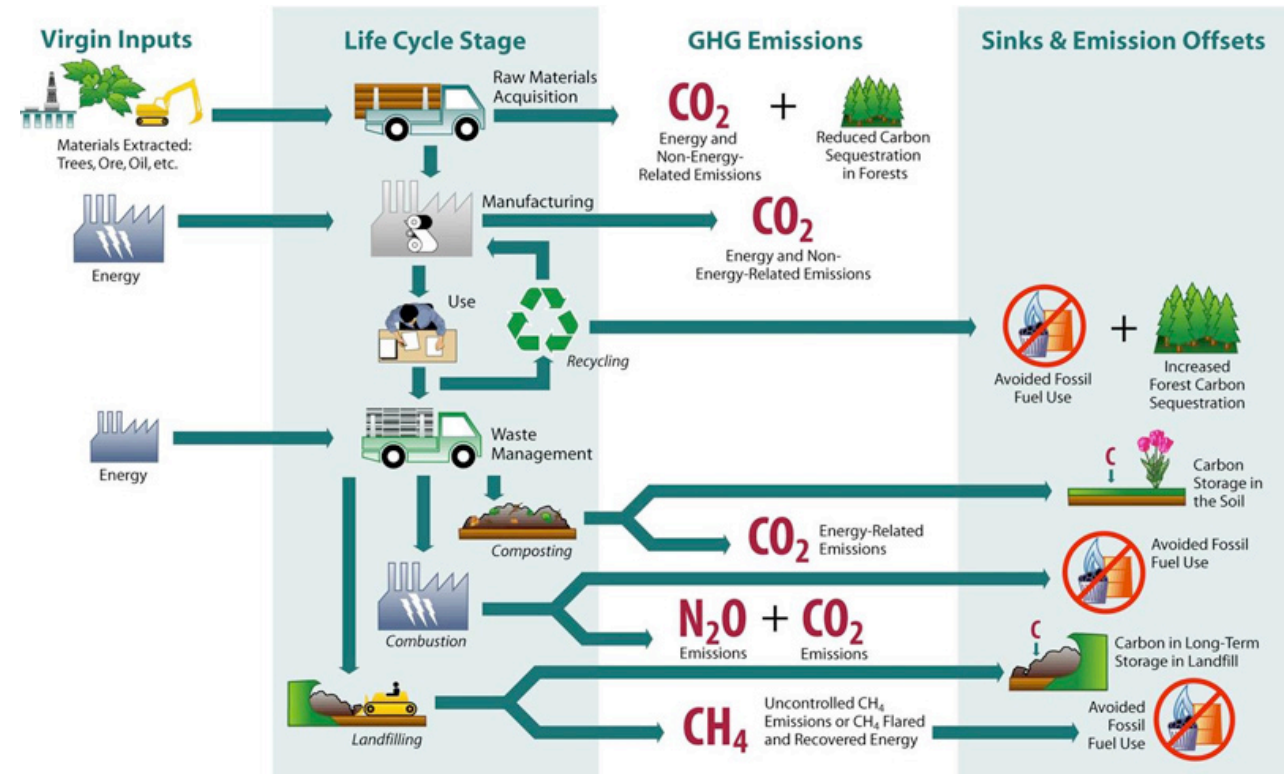 Virgin Inputs
Life Cycle Stage
GHG Emissions
Sinks & Emission Offsets
Materials Extracted:
Trees, Ore, Oil, etc.
Raw Materials
Acquisition
CO₂
Energy and
Non-Energy-
Related Emissions
+
Reduced Carbon
Sequestration
in Forests
Energy
Manufacturing
CO₂
Energy and Non-
Energy-Related Emissions
Use
Recycling
Avoided Fossil
Fuel Use
+
Increased
Forest Carbon
Sequestration
Energy
Waste
Management
Composting
C
Carbon
Storage in
the Soil
CO₂
Energy-Related
Emissions
Combustion
Avoided Fossil
Fuel Use
N₂O
Emissions
+
CO₂
Emissions
Landfilling
C
Carbon in Long-Term
Storage in Landfill
CH₄
Uncontrolled CH₄
Emissions or CH₄ Flared
and Recovered Energy
Avoided
Fossil
Fuel Use